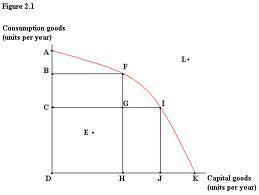 Figure 2.1
Consumption goods
(units per year)
A
L
B
F
C
G
I
E
D
H
J
K
Capital goods
(units per year)